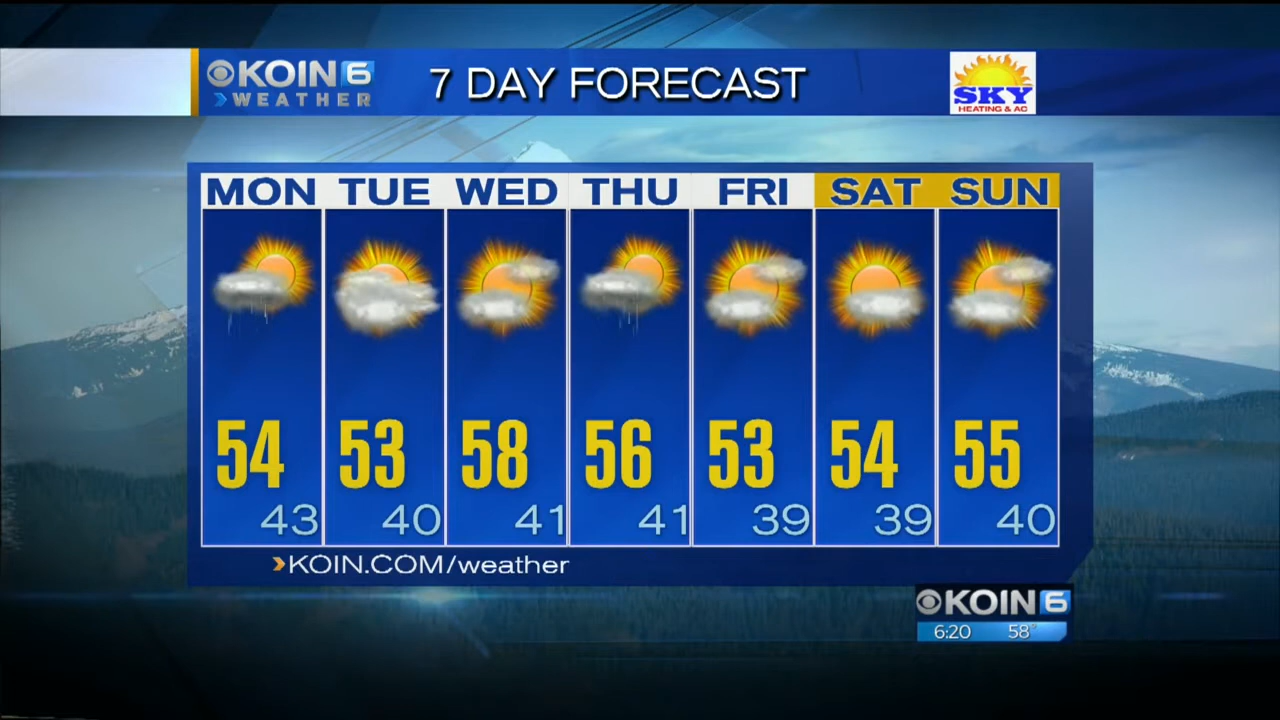 KOIN 6
WEATHER
7 DAY FORECAST
SKY
HEATING & AC
MON TUE WED THU FRI SAT SUN
54 53 58 56 53 54 55
43 40 41 41 39 39 40
KOIN.COM/weather
KOIN 6
6:20 58°